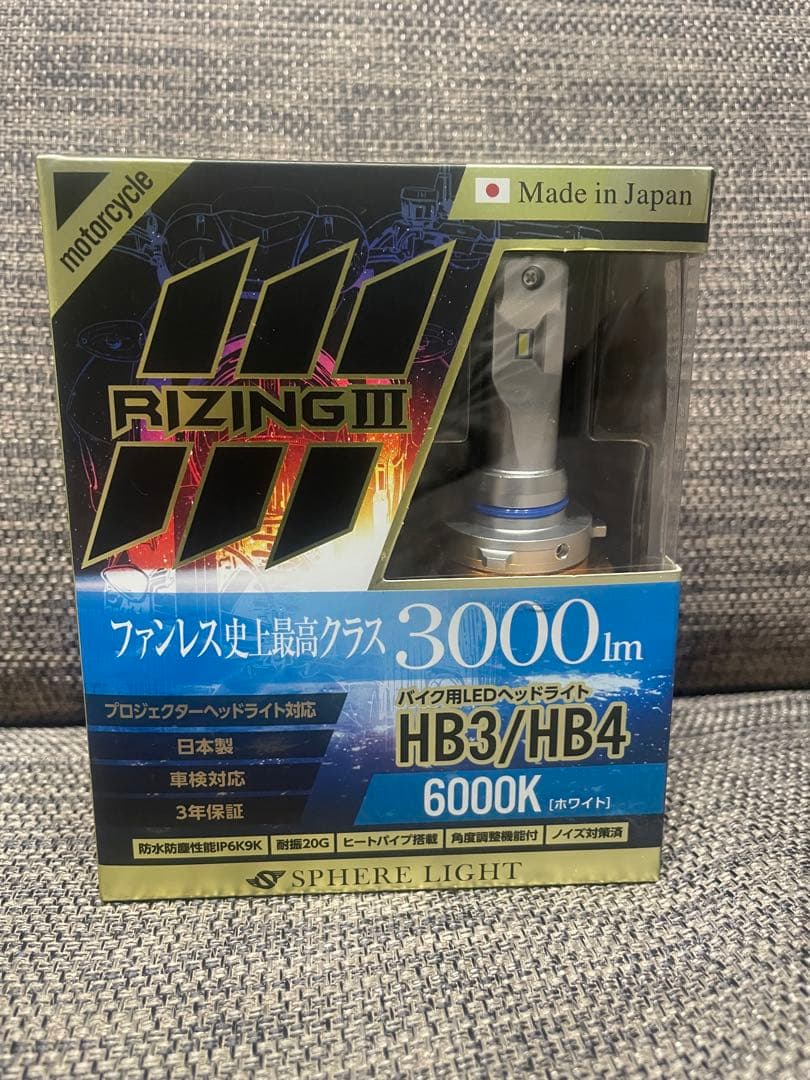 motorcycle
Made in Japan
RIZING III
ファンレス史上最高クラス 3000lm
プロジェクターヘッドライト対応
日本製
車検対応
3年保証
バイク用LEDヘッドライト
HB3/HB4
6000K [ホワイト]
防水防塵性能IP6K9K 耐振20G ヒートパイプ搭載 角度調整機能付 ノイズ対策済
SPHERE LIGHT